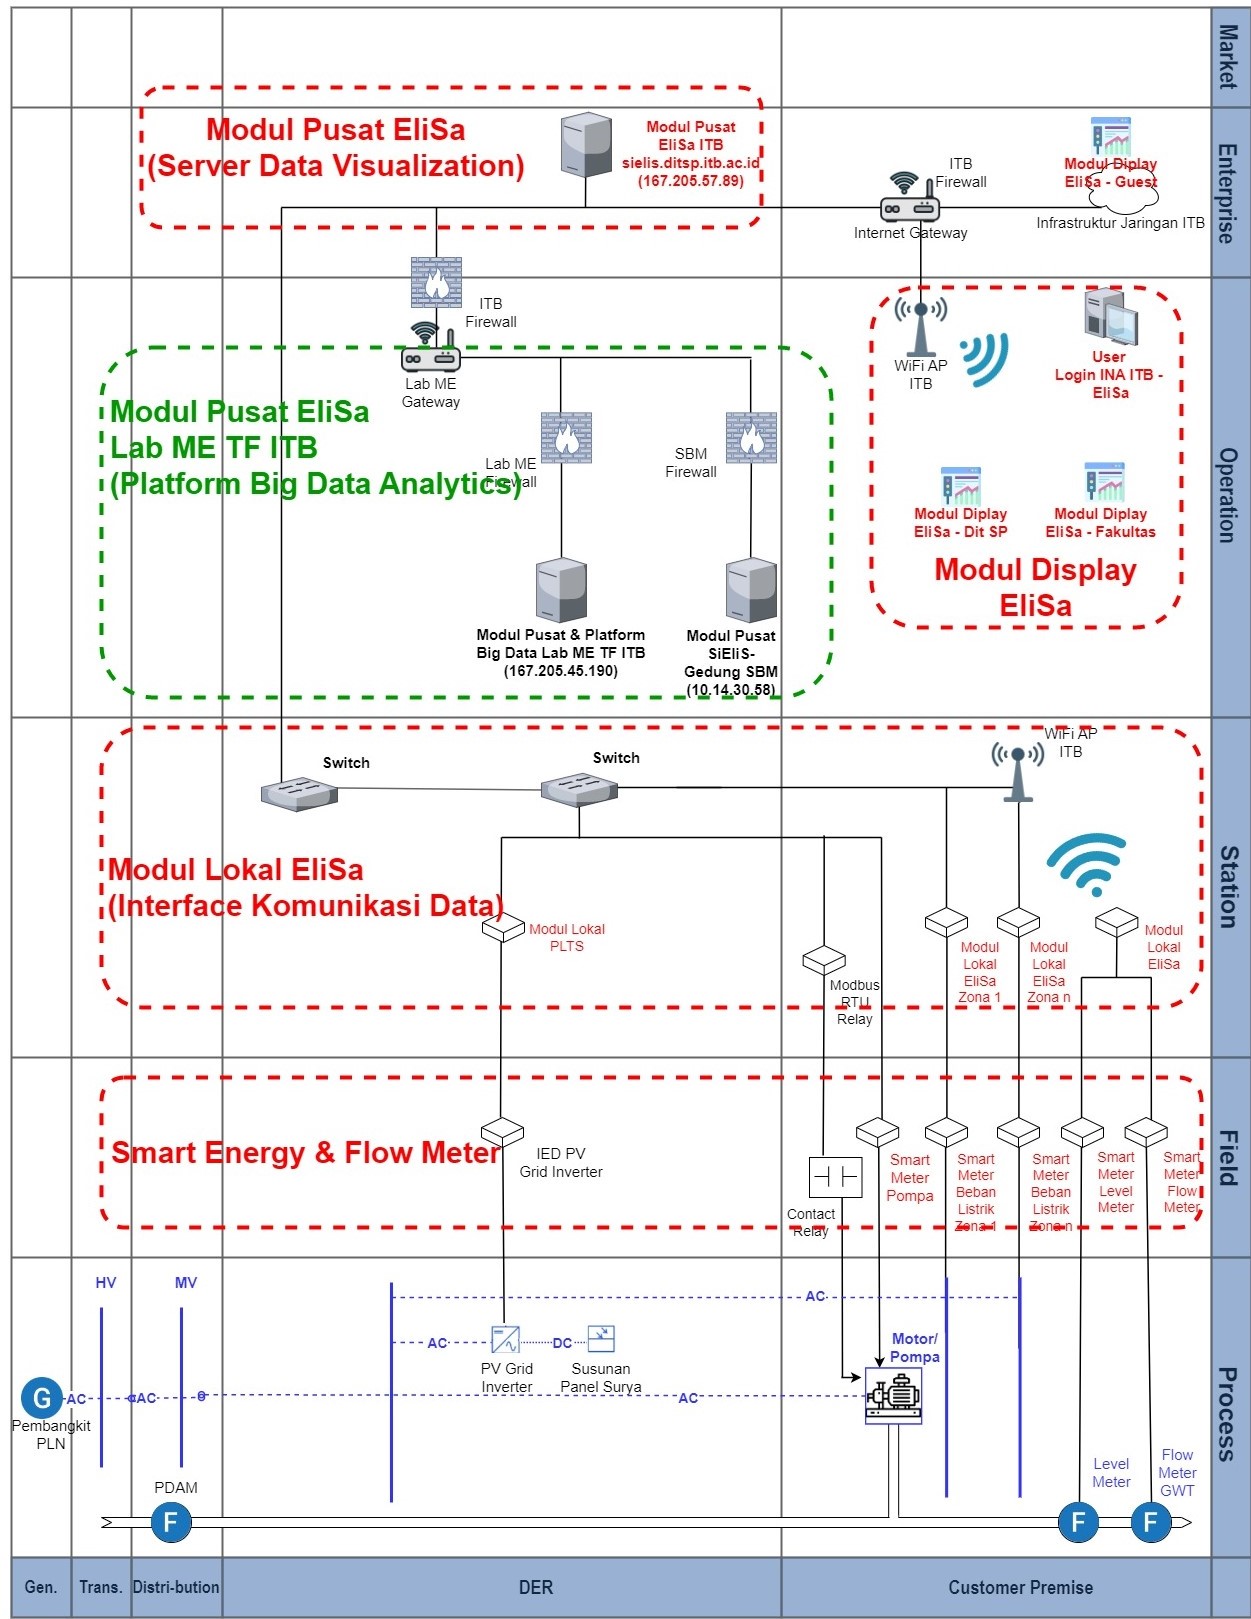 Market
Modul Pusat EliSa
(Server Data Visualization)
Modul Pusat
EliSa ITB
sielis.ditsp.itb.ac.id
(167.205.57.89)
ITB
Firewall
Internet Gateway
Modul Diplay
EliSa - Guest
Infrastruktur Jaringan ITB
Enterprise
ITB
Firewall
Lab ME
Gateway
Modul Pusat EliSa
Lab ME TF ITB
(Platform Big Data Analytics)
Lab ME
Firewall
SBM
Firewall
Modul Pusat & Platform
Big Data Lab ME TF ITB
(167.205.45.190)
Modul Pusat
SiEliS-
Gedung SBM
(10.14.30.58)
WiFi AP
ITB
User
Login INA ITB -
EliSa
Modul Diplay
EliSa - Dit SP
Modul Diplay
EliSa - Fakultas
Modul Display
EliSa
Operation
Switch
Switch
WiFi AP
ITB
Modul Lokal EliSa
(Interface Komunikasi Data)
Modul Lokal
PLTS
Modbus
RTU
Relay
Modul
Lokal
EliSa
Zona 1
Modul
Lokal
EliSa
Zona n
Modul
Lokal
EliSa
Station
Smart Energy & Flow Meter
IED PV
Grid Inverter
Contact
Relay
Smart
Meter
Pompa
Smart
Meter
Beban
Listrik
Zona 1
Smart
Meter
Beban
Listrik
Zona n
Smart
Meter
Level
Meter
Smart
Meter
Flow
Meter
Field
HV
MV
AC
AC
DC
PV Grid
Inverter
Susunan
Panel Surya
Motor/
Pompa
G
AC
AC
AC
Pembangkit
PLN
PDAM
F
Level
Meter
F
Flow
Meter
GWT
F
Process
Gen.
Trans.
Distri-bution
DER
Customer Premise